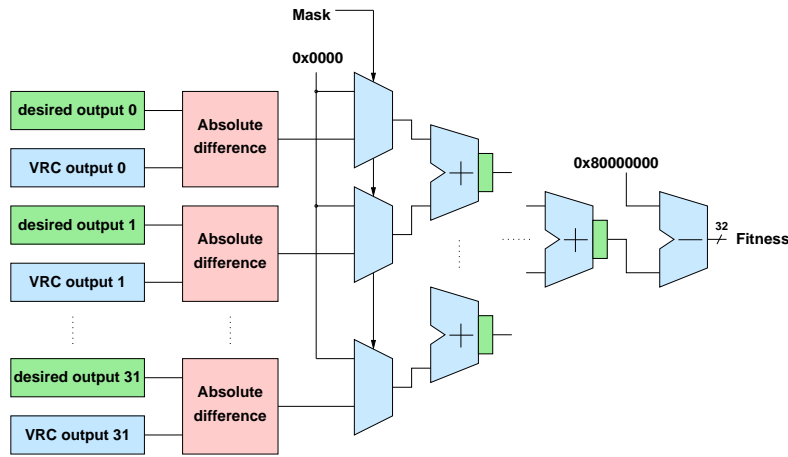 Mask
0x0000
desired output 0
Absolute
difference
VRC output 0
0x80000000
desired output 1
Absolute
difference
VRC output 1
32
Fitness
desired output 31
Absolute
difference
VRC output 31